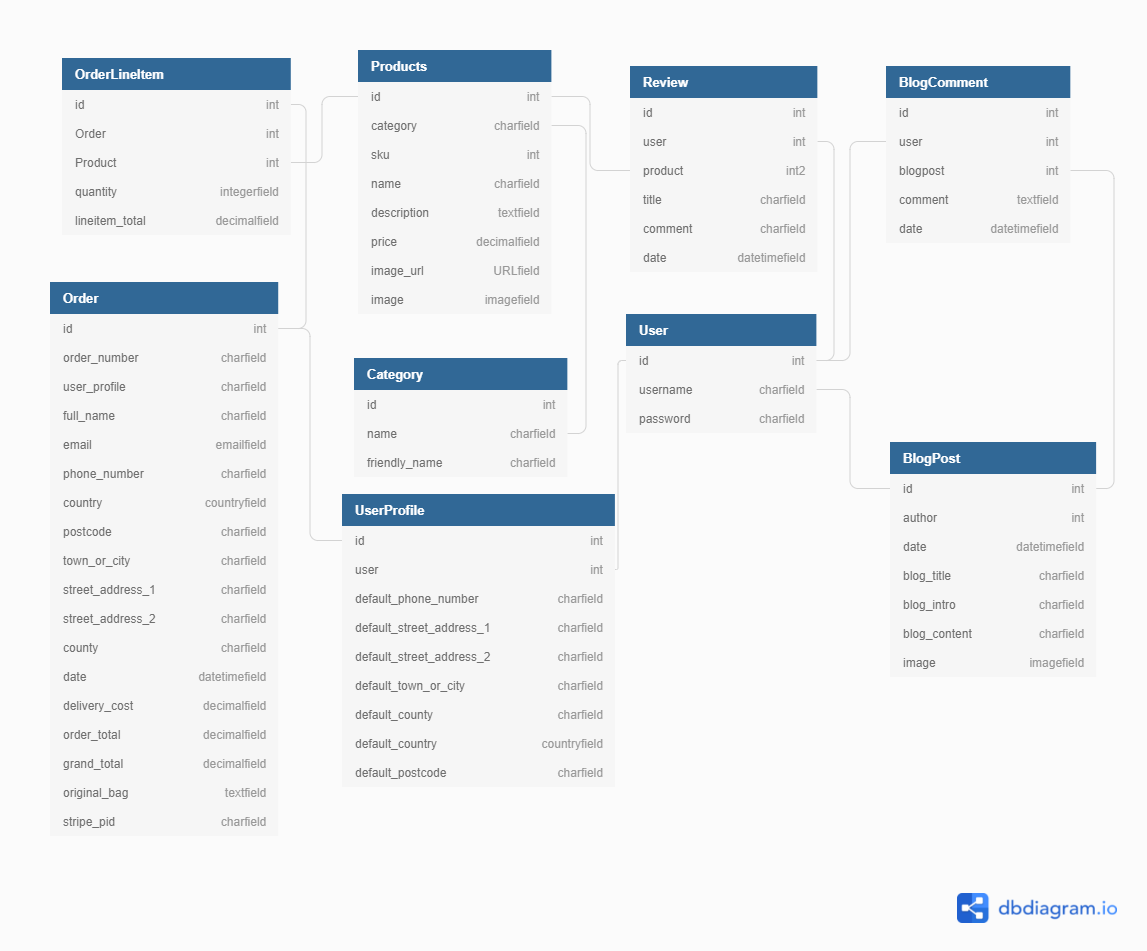 OrderLineItem
id int
Order int
Product int
quantity integerfield
lineitem_total decimalfield
Products
id int
category charfield
sku int
name charfield
description textfield
price decimalfield
image_url URLfield
image imagefield
Review
id int
user int
product int2
title charfield
comment charfield
date datetimefield
BlogComment
id int
user int
blogpost int
comment textfield
date datetimefield
Order
id int
order_number charfield
user_profile charfield
full_name charfield
email emailfield
phone_number charfield
country countryfield
postcode charfield
town_or_city charfield
street_address_1 charfield
street_address_2 charfield
county charfield
date datetimefield
delivery_cost decimalfield
order_total decimalfield
grand_total decimalfield
original_bag textfield
stripe_pid charfield
Category
id int
name charfield
friendly_name charfield
User
id int
username charfield
password charfield
UserProfile
id int
user int
default_phone_number charfield
default_street_address_1 charfield
default_street_address_2 charfield
default_town_or_city charfield
default_county charfield
default_country countryfield
default_postcode charfield
BlogPost
id int
author int
date datetimefield
blog_title charfield
blog_intro charfield
blog_content charfield
image imagefield
dbdiagram.io